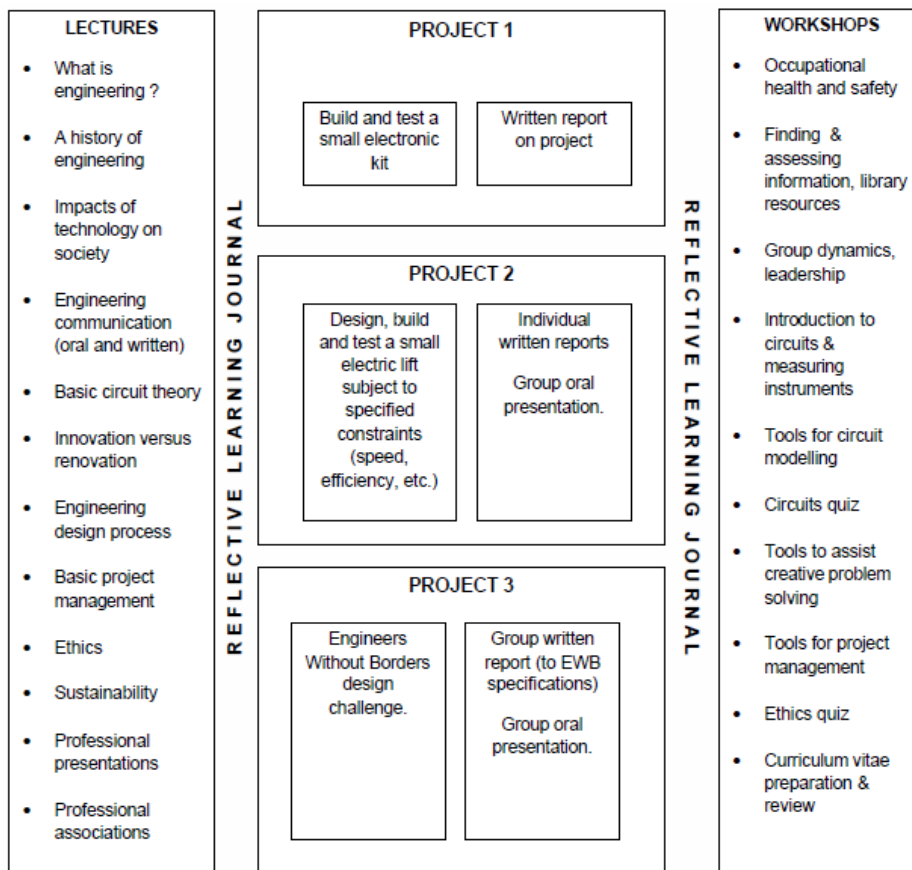 LECTURES
• What is
engineering ?
• A history of
engineering
• Impacts of
technology on
society
• Engineering
communication
(oral and written)
• Basic circuit theory
• Innovation versus
renovation
• Engineering
design process
• Basic project
management
• Ethics
• Sustainability
• Professional
presentations
• Professional
associations
REFLECTIVE LEARNING JOURNAL
PROJECT 1
Build and test a
small electronic
kit
Written report
on project
PROJECT 2
Design, build
and test a small
electric lift
subject to
specified
constraints
(speed,
efficiency, etc.)
Individual
written reports
Group oral
presentation.
PROJECT 3
Engineers
Without Borders
design
challenge.
Group written
report (to EWB
specifications)
Group oral
presentation.
REFLECTIVE LEARNING JOURNAL
WORKSHOPS
• Occupational
health and safety
• Finding &
assessing
information, library
resources
• Group dynamics,
leadership
• Introduction to
circuits &
measuring
instruments
• Tools for circuit
modelling
• Circuits quiz
• Tools to assist
creative problem
solving
• Tools for project
management
• Ethics quiz
• Curriculum vitae
preparation &
review